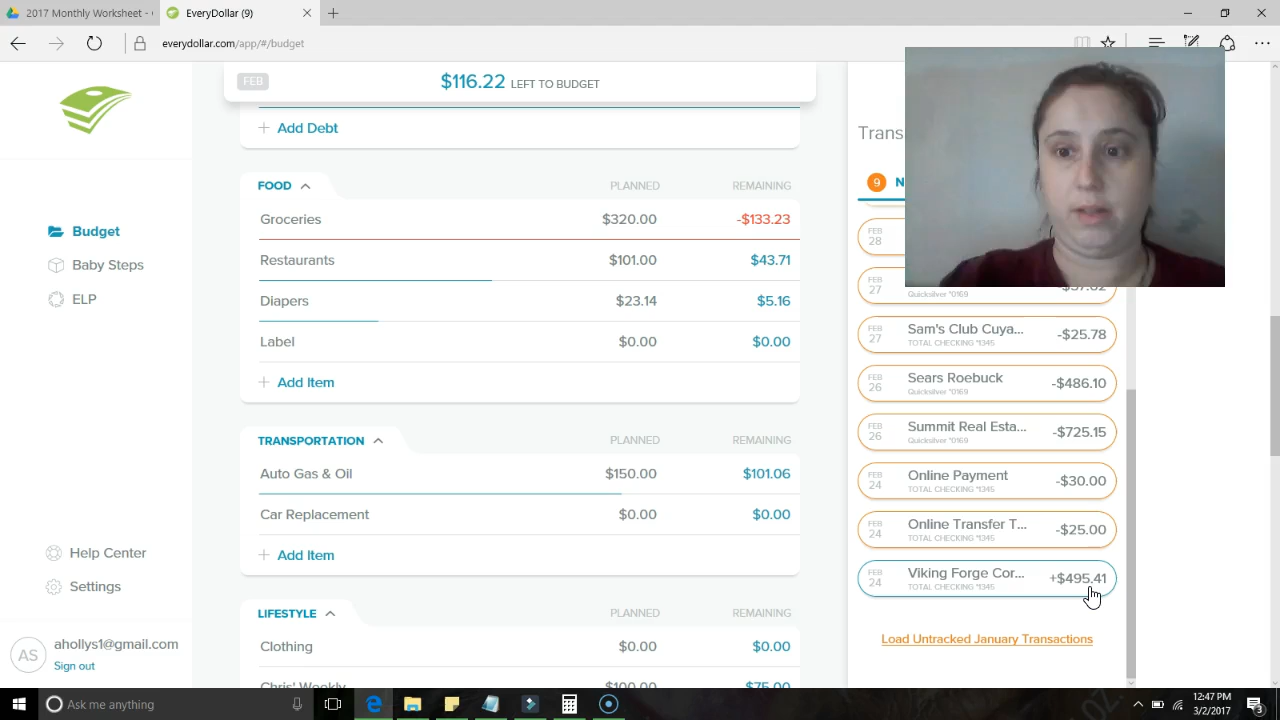 2017 Monthly Worksheet -
(9) EveryDollar
everydollar.com/app/#/budget
FEB
$116.22 LEFT TO BUDGET
+ Add Debt
FOOD PLANNED REMAINING
Groceries $320.00 -$133.23
Restaurants $101.00 $43.71
Diapers $23.14 $5.16
Label $0.00 $0.00
+ Add Item
TRANSPORTATION PLANNED REMAINING
Auto Gas & Oil $150.00 $101.06
Car Replacement $0.00 $0.00
+ Add Item
LIFESTYLE PLANNED REMAINING
Clothing $0.00 $0.00
Chris' Weekly $100.00 $75.00
Budget
Baby Steps
ELP
Help Center
Settings
AS
ahollys1@gmail.com
Sign out
Trans
9 N
FEB
28
FEB
27
Quicksilver *0169
FEB
27
Sam's Club Cuya... -$25.78
TOTAL CHECKING *1345
FEB
26
Sears Roebuck -$486.10
Quicksilver *0169
FEB
26
Summit Real Esta... -$725.15
Quicksilver *0169
FEB
24
Online Payment -$30.00
TOTAL CHECKING *1345
FEB
24
Online Transfer T... -$25.00
TOTAL CHECKING *1345
FEB
24
Viking Forge Cor... +$495.41
TOTAL CHECKING *1345
Load Untracked January Transactions
Ask me anything
12:47 PM
3/2/2017
3